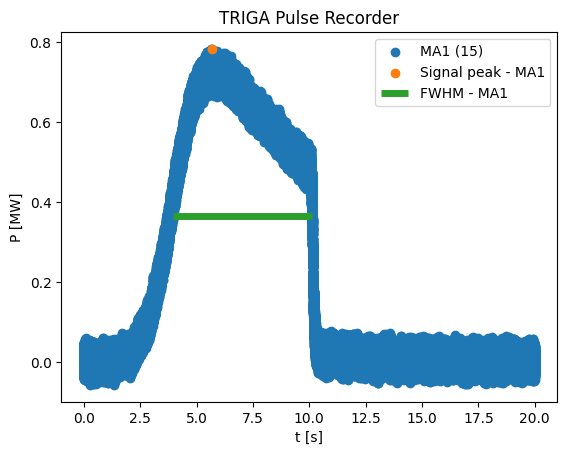 TRIGA Pulse Recorder
MA1 (15)
Signal peak - MA1
FWHM - MA1
P [MW]
0.8
0.6
0.4
0.2
0.0
0.0 2.5 5.0 7.5 10.0 12.5 15.0 17.5 20.0
t [s]